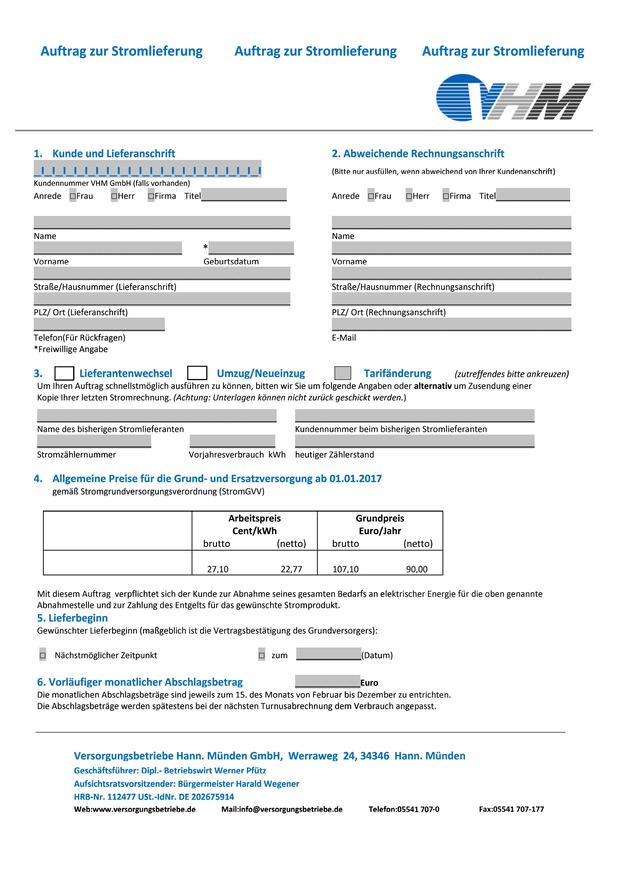 Auftrag zur Stromlieferung Auftrag zur Stromlieferung Auftrag zur Stromlieferung
VHM
1. Kunde und Lieferanschrift
Kundennummer VHM GmbH (falls vorhanden)
Anrede Frau Herr Firma Titel
Name
*
Vorname Geburtsdatum
Straße/Hausnummer (Lieferanschrift)
PLZ/ Ort (Lieferanschrift)
Telefon(Für Rückfragen)
*Freiwillige Angabe
2. Abweichende Rechnungsanschrift
(Bitte nur ausfüllen, wenn abweichend von Ihrer Kundenanschrift)
Anrede Frau Herr Firma Titel
Name
Vorname
Straße/Hausnummer (Rechnungsanschrift)
PLZ/ Ort (Rechnungsanschrift)
E-Mail
3. Lieferantenwechsel Umzug/Neueinzug Tarifänderung (zutreffendes bitte ankreuzen)
Um Ihren Auftrag schnellstmöglich ausführen zu können, bitten wir Sie um folgende Angaben oder alternativ um Zusendung einer
Kopie Ihrer letzten Stromrechnung. (Achtung: Unterlagen können nicht zurück geschickt werden.)
Name des bisherigen Stromlieferanten Kundennummer beim bisherigen Stromlieferanten
Stromzählernummer Vorjahresverbrauch kWh heutiger Zählerstand
4. Allgemeine Preise für die Grund- und Ersatzversorgung ab 01.01.2017
gemäß Stromgrundversorgungsverordnung (StromGVV)
Arbeitspreis Grundpreis
Cent/kWh Euro/Jahr
brutto (netto) brutto (netto)
27,10 22,77 107,10 90,00
Mit diesem Auftrag verpflichtet sich der Kunde zur Abnahme seines gesamten Bedarfs an elektrischer Energie für die oben genannte
Abnahmestelle und zur Zahlung des Entgelts für das gewünschte Stromprodukt.
5. Lieferbeginn
Gewünschter Lieferbeginn (maßgeblich ist die Vertragsbestätigung des Grundversorgers):
Nächstmöglicher Zeitpunkt zum (Datum)
6. Vorläufiger monatlicher Abschlagsbetrag Euro
Die monatlichen Abschlagsbeträge sind jeweils zum 15. des Monats von Februar bis Dezember zu entrichten.
Die Abschlagsbeträge werden spätestens bei der nächsten Turnusabrechnung dem Verbrauch angepasst.
Versorgungsbetriebe Hann. Münden GmbH, Werraweg 24, 34346 Hann. Münden
Geschäftsführer: Dipl.- Betriebswirt Werner Pfütz
Aufsichtsratsvorsitzender: Bürgermeister Harald Wegener
HRB-Nr. 112477 USt.-IdNr. DE 202675914
Web:www.versorgungsbetriebe.de Mail:info@versorgungsbetriebe.de Telefon:05541 707-0 Fax:05541 707-177